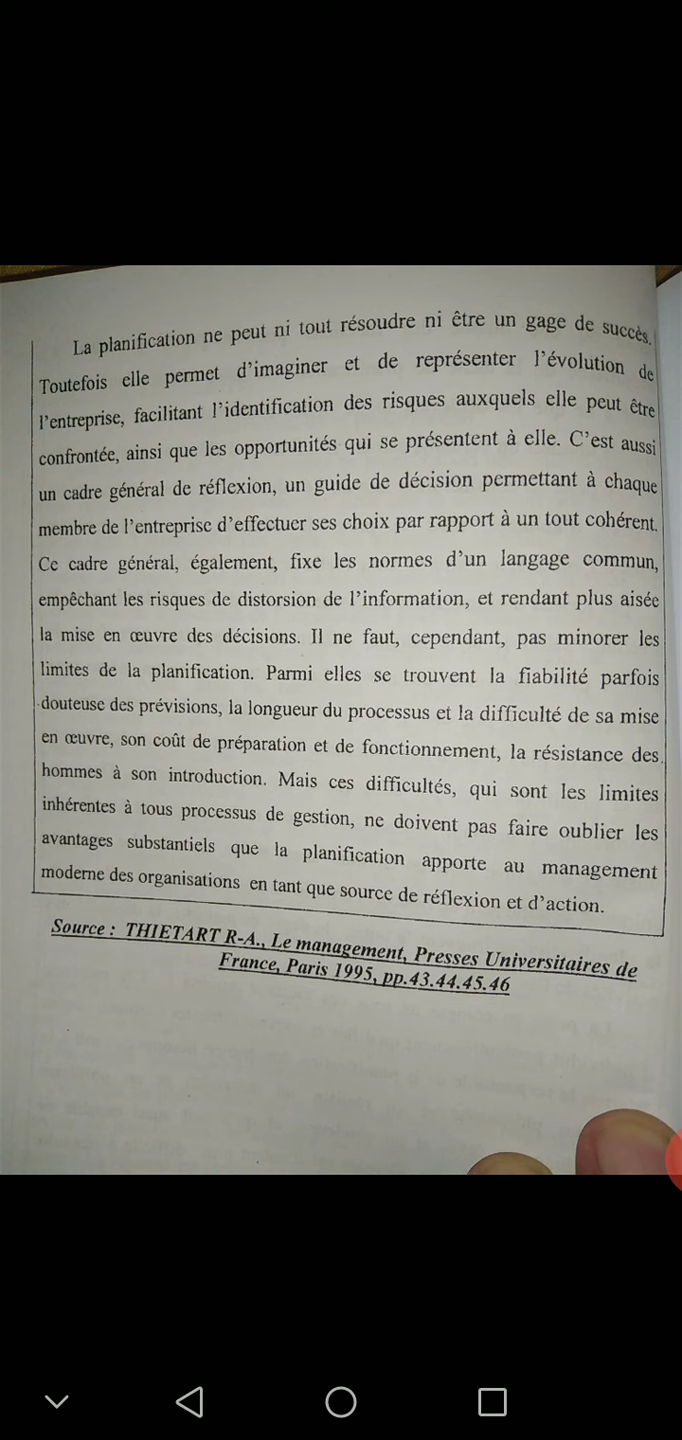 La planification ne peut ni tout résoudre ni être un gage de succès.
Toutefois elle permet d'imaginer et de représenter l'évolution de
l'entreprise, facilitant l'identification des risques auxquels elle peut être
confrontée, ainsi que les opportunités qui se présentent à elle. C'est aussi
un cadre général de réflexion, un guide de décision permettant à chaque
membre de l'entreprise d'effectuer ses choix par rapport à un tout cohérent.
Ce cadre général, également, fixe les normes d'un langage commun,
empêchant les risques de distorsion de l'information, et rendant plus aisée
la mise en œuvre des décisions. Il ne faut, cependant, pas minorer les
limites de la planification. Parmi elles se trouvent la fiabilité parfois
douteuse des prévisions, la longueur du processus et la difficulté de sa mise
en œuvre, son coût de préparation et de fonctionnement, la résistance des
hommes à son introduction. Mais ces difficultés, qui sont les limites
inhérentes à tous processus de gestion, ne doivent pas faire oublier les
avantages substantiels que la planification apporte au management
moderne des organisations en tant que source de réflexion et d'action.
Source : THIETART R-A., Le management, Presses Universitaires de
France, Paris 1995, pp.43.44.45.46